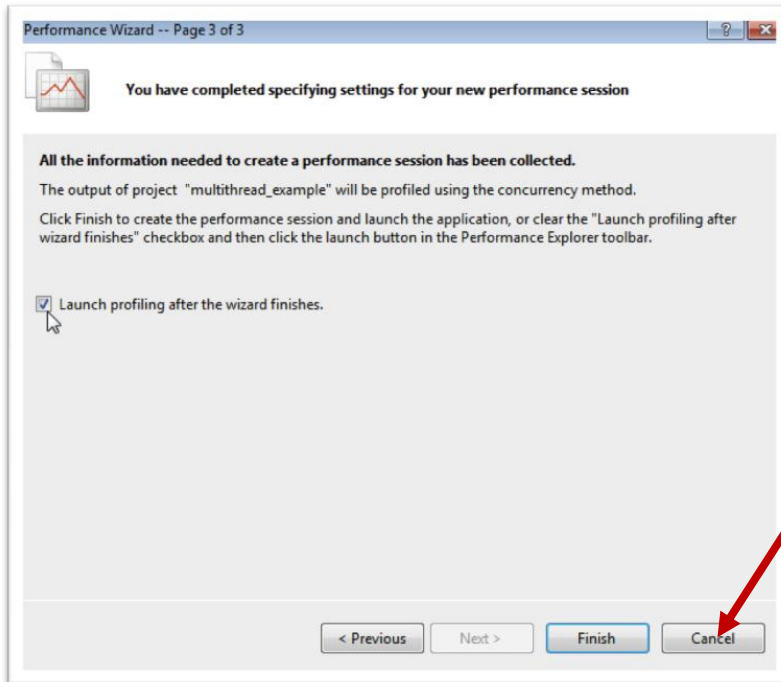 Performance Wizard -- Page 3 of 3
You have completed specifying settings for your new performance session
All the information needed to create a performance session has been collected.
The output of project "multithread_example" will be profiled using the concurrency method.
Click Finish to create the performance session and launch the application, or clear the "Launch profiling after
wizard finishes" checkbox and then click the launch button in the Performance Explorer toolbar.
Launch profiling after the wizard finishes.
< Previous Next > Finish Cancel